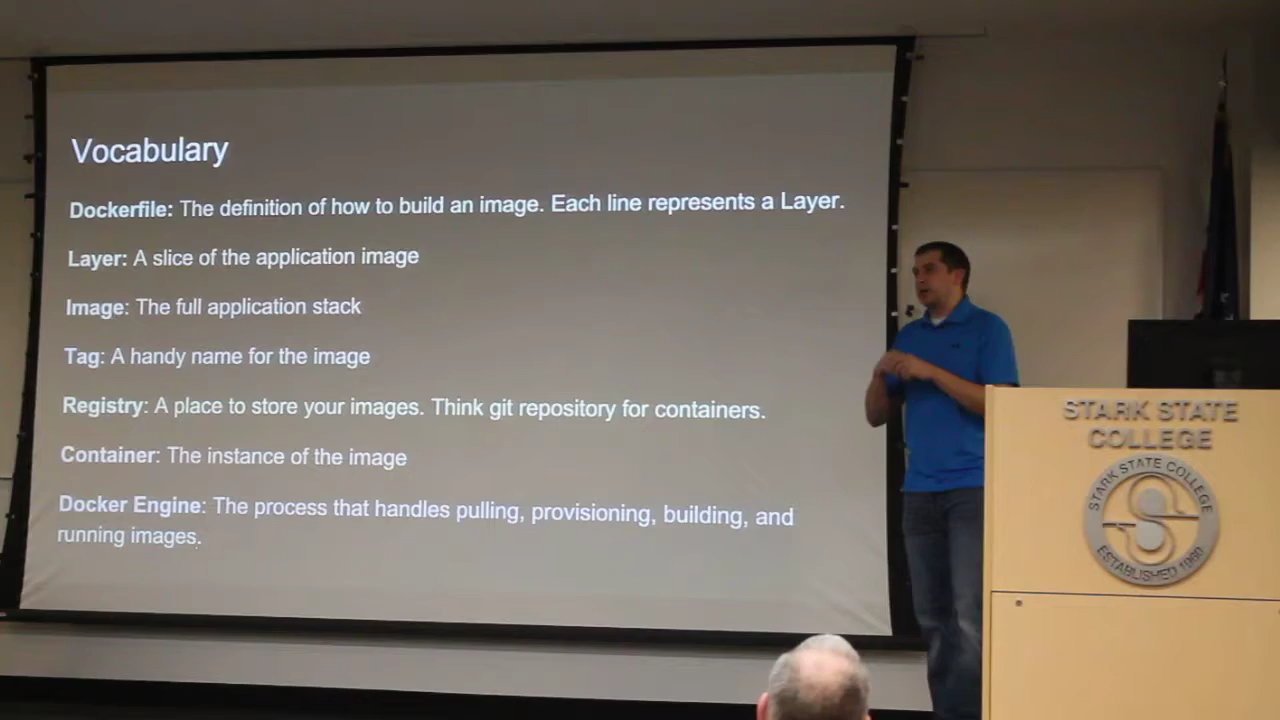 Vocabulary
Dockerfile: The definition of how to build an image. Each line represents a Layer.
Layer: A slice of the application image
Image: The full application stack
Tag: A handy name for the image
Registry: A place to store your images. Think git repository for containers.
Container: The instance of the image
Docker Engine: The process that handles pulling, provisioning, building, and
running images.
STARK STATE
COLLEGE
STARK STATE COLLEGE
ESTABLISHED 1960